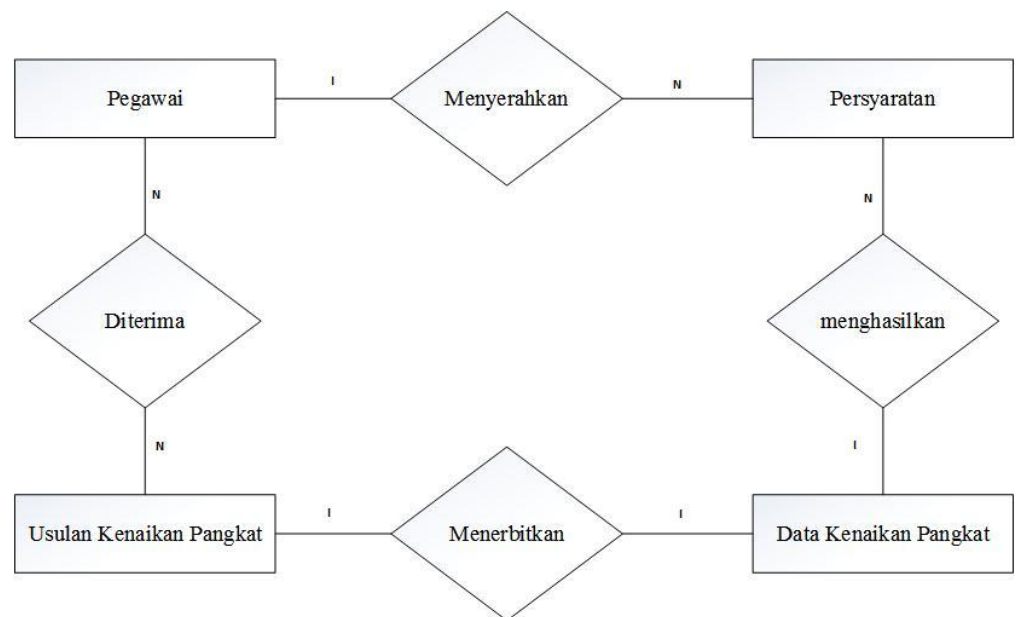 I
Pegawai
Menyerahkan
N
Persyaratan
N
N
Diterima
menghasilkan
N
I
Usulan Kenaikan Pangkat
I
Menerbitkan
I
Data Kenaikan Pangkat